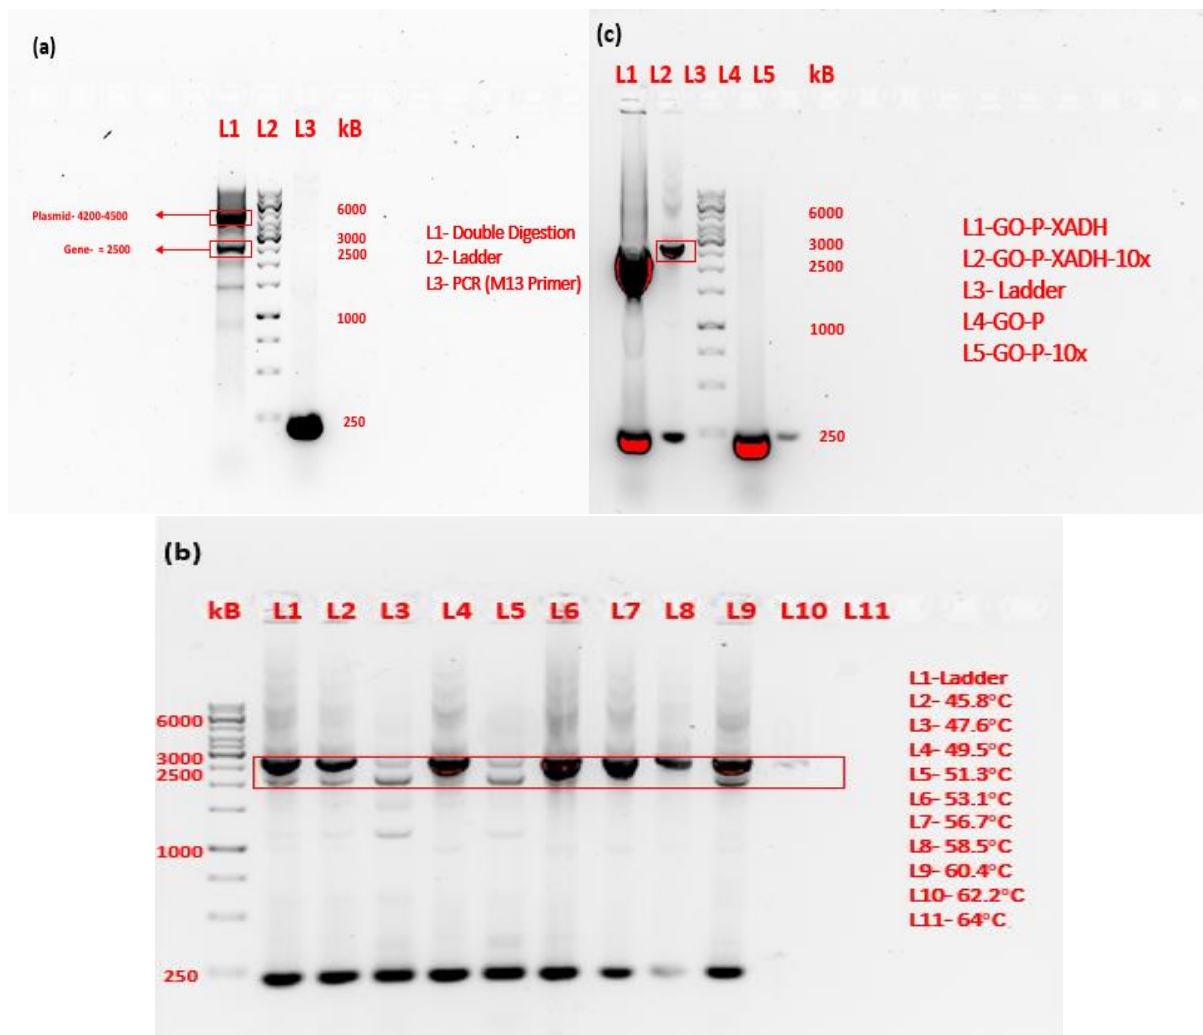 (a)
L1 L2 L3 kB
Plasmid- 4200-4500
Gene- = 2500
6000
3000
2500
1000
250
L1- Double Digestion
L2- Ladder
L3- PCR (M13 Primer)
(c)
L1 L2 L3 L4 L5 kB
6000
3000
2500
1000
250
L1-GO-P-XADH
L2-GO-P-XADH-10x
L3- Ladder
L4-GO-P
L5-GO-P-10x
(b)
kB L1 L2 L3 L4 L5 L6 L7 L8 L9 L10 L11
6000
3000
2500
1000
250
L1-Ladder
L2- 45.8°C
L3- 47.6°C
L4- 49.5°C
L5- 51.3°C
L6- 53.1°C
L7- 56.7°C
L8- 58.5°C
L9- 60.4°C
L10- 62.2°C
L11- 64°C